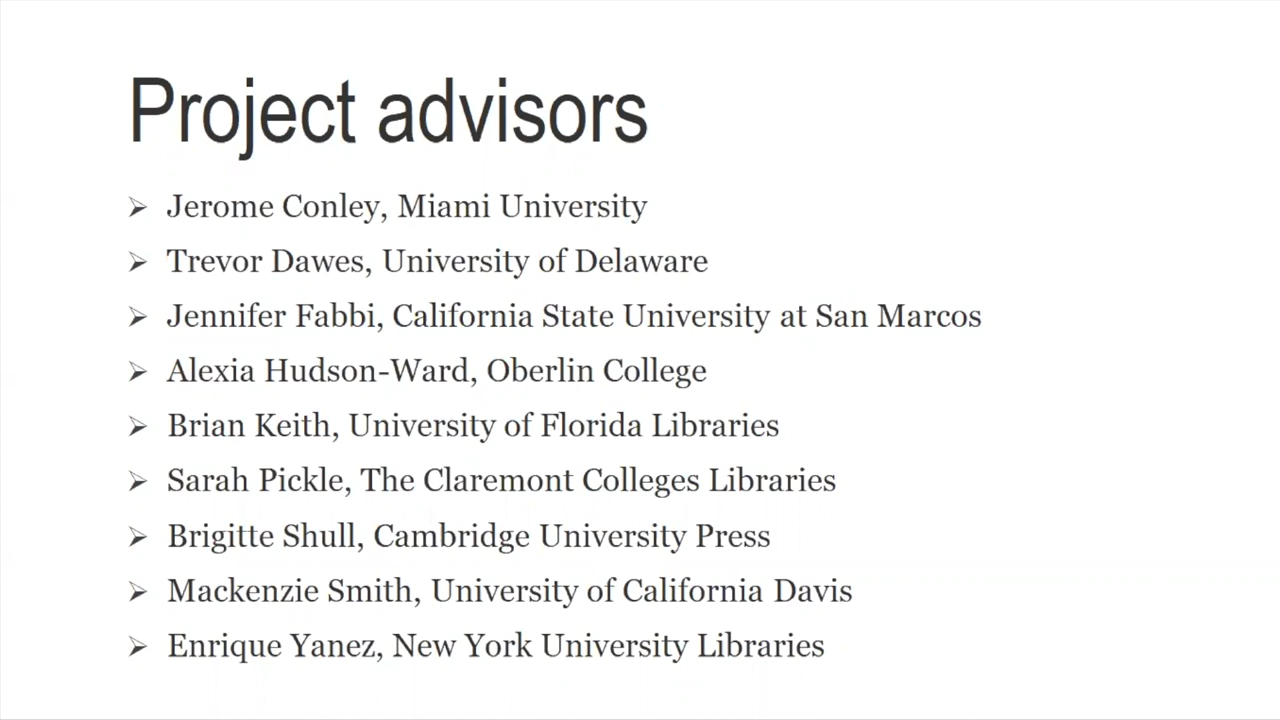 Project advisors
➢ Jerome Conley, Miami University
➢ Trevor Dawes, University of Delaware
➢ Jennifer Fabbi, California State University at San Marcos
➢ Alexia Hudson-Ward, Oberlin College
➢ Brian Keith, University of Florida Libraries
➢ Sarah Pickle, The Claremont Colleges Libraries
➢ Brigitte Shull, Cambridge University Press
➢ Mackenzie Smith, University of California Davis
➢ Enrique Yanez, New York University Libraries